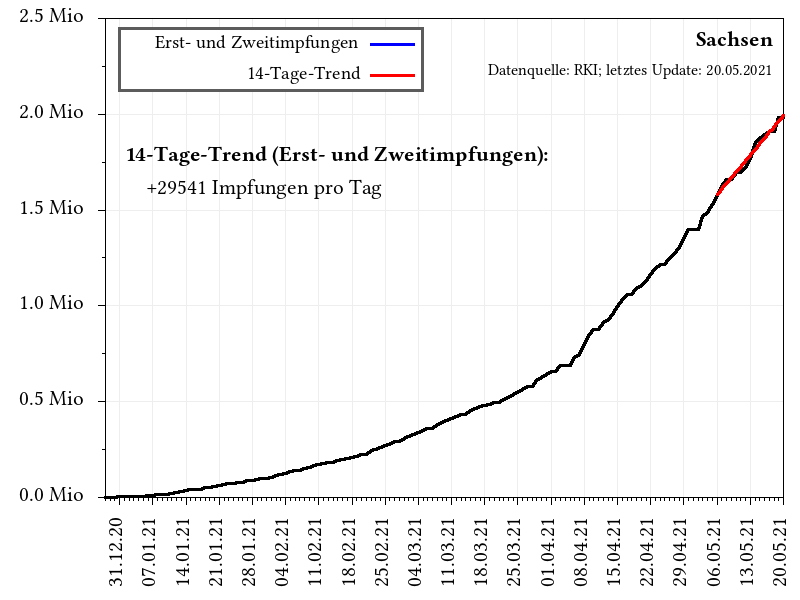 2.5 Mio
Erst- und Zweitimpfungen
14-Tage-Trend
Sachsen
Datenquelle: RKI; letztes Update: 20.05.2021
2.0 Mio
14-Tage-Trend (Erst- und Zweitimpfungen):
+29541 Impfungen pro Tag
1.5 Mio
1.0 Mio
0.5 Mio
0.0 Mio
31.12.20
07.01.21
14.01.21
21.01.21
28.01.21
04.02.21
11.02.21
18.02.21
25.02.21
04.03.21
11.03.21
18.03.21
25.03.21
01.04.21
08.04.21
15.04.21
22.04.21
29.04.21
06.05.21
13.05.21
20.05.21